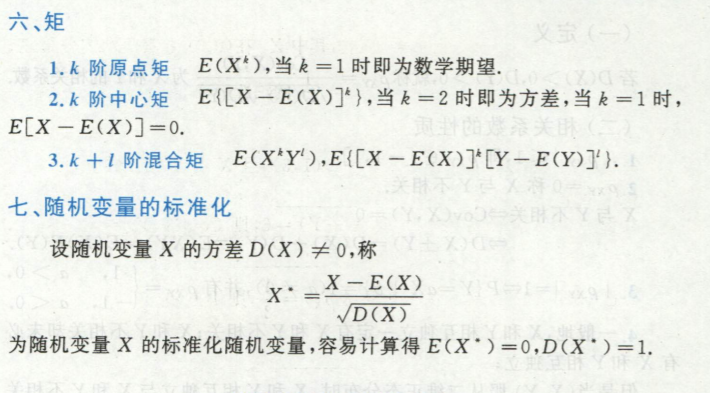 六、矩
1. k 阶原点矩 E(X^k),当 k=1 时即为数学期望.
2. k 阶中心矩 E{[X-E(X)]^k},当 k=2 时即为方差,当 k=1 时,
E[X-E(X)]=0.
3. k+l 阶混合矩 E(X^kY^l),E{[X-E(X)]^k[Y-E(Y)]^l}.
七、随机变量的标准化
设随机变量 X 的方差 D(X)≠0,称
X^*=\frac{X-E(X)}{\sqrt{D(X)}}
为随机变量 X 的标准化随机变量,容易计算得 E(X^*)=0,D(X^*)=1.